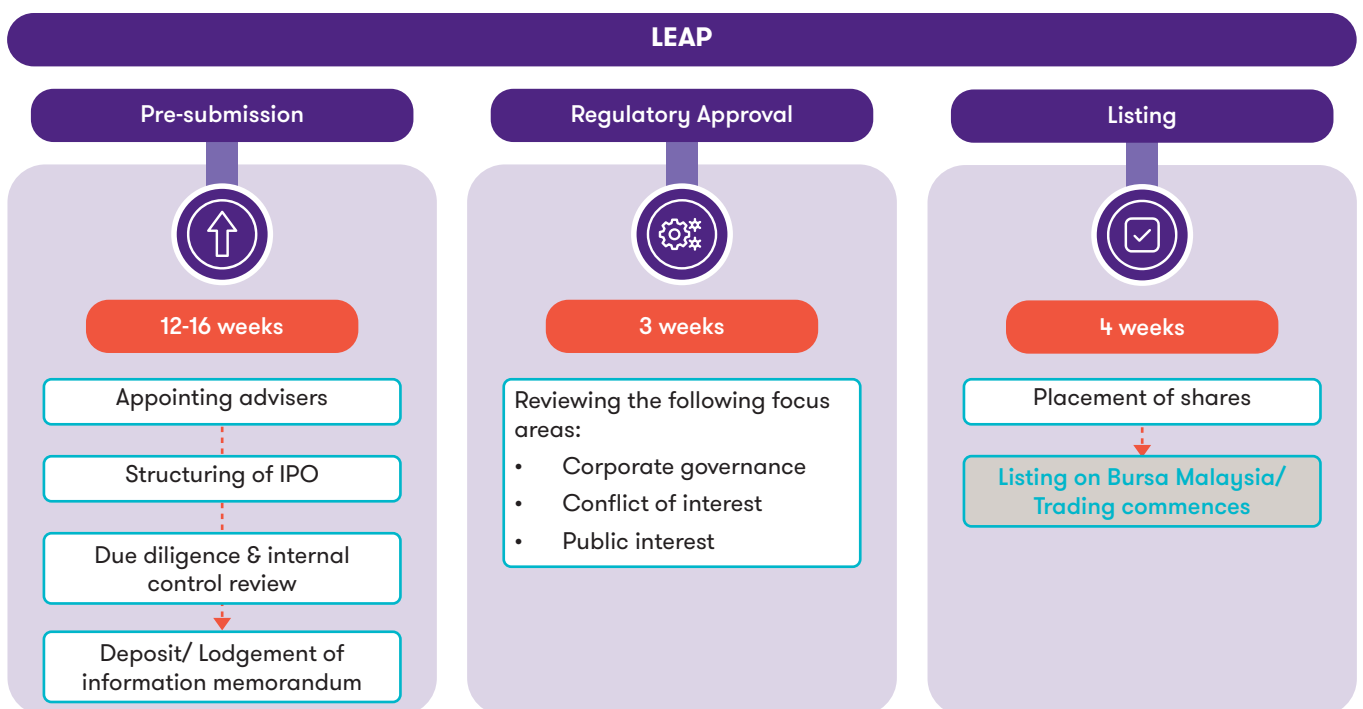 LEAP
Pre-submission
12-16 weeks
Appointing advisers
Structuring of IPO
Due diligence & internal
control review
Deposit/ Lodgement of
information memorandum
Regulatory Approval
3 weeks
Reviewing the following focus
areas:
• Corporate governance
• Conflict of interest
• Public interest
Listing
4 weeks
Placement of shares
Listing on Bursa Malaysia/
Trading commences